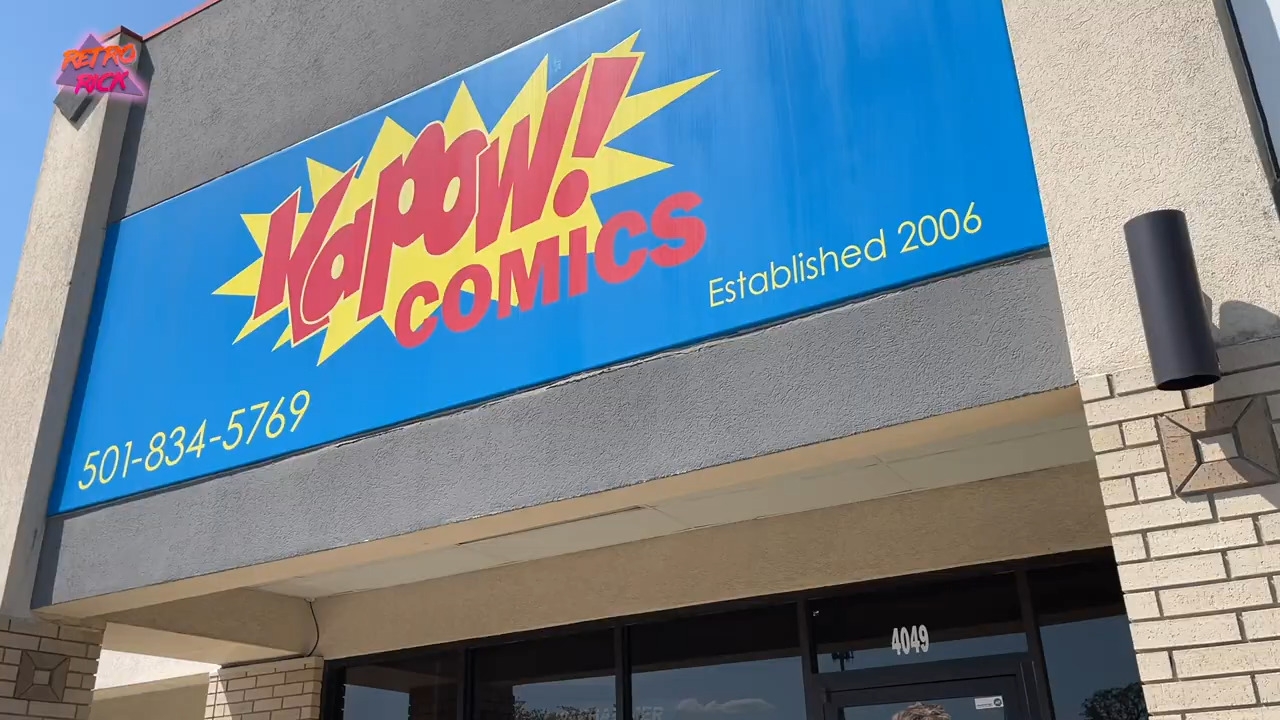 RETRO
RICK
Kapow!
COMICS
Established 2006
501-834-5769
4049